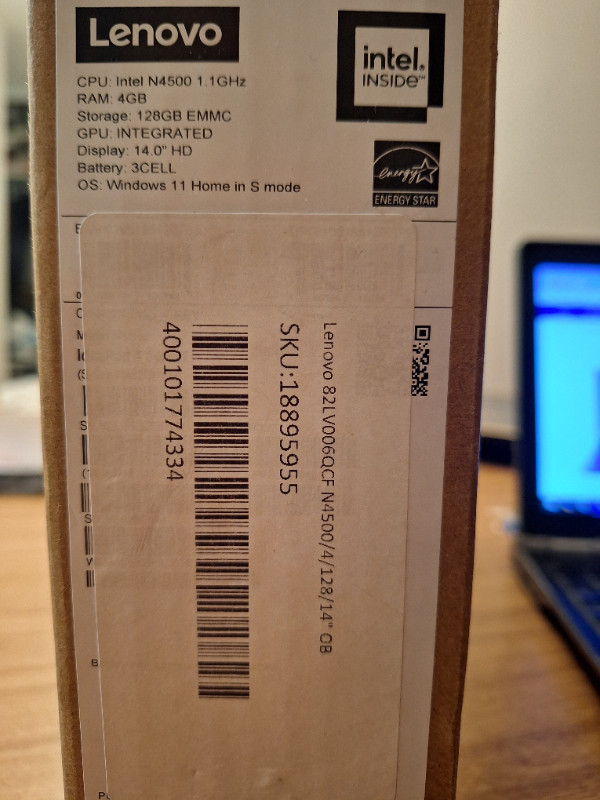 Lenovo
intel.
INSIDE™
CPU: Intel N4500 1.1GHz
RAM: 4GB
Storage: 128GB EMMC
GPU: INTEGRATED
Display: 14.0" HD
Battery: 3CELL
OS: Windows 11 Home in S mode
energy
ENERGY STAR
Lenovo 82LV006QCF N4500/4/128/14" OB
SKU:18895955
400101774334